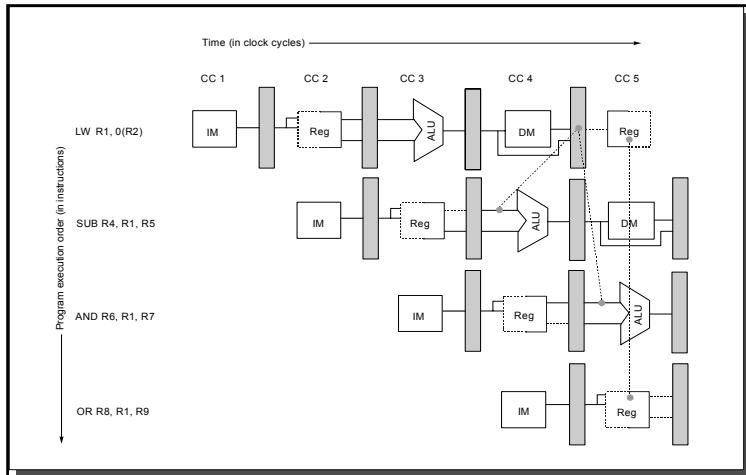 Time (in clock cycles)
CC 1 CC 2 CC 3 CC 4 CC 5
LW R1, 0(R2)
IM Reg ALU DM Reg
SUB R4, R1, R5
IM Reg ALU DM
AND R6, R1, R7
IM Reg ALU
OR R8, R1, R9
IM Reg
Program execution order (in instructions)